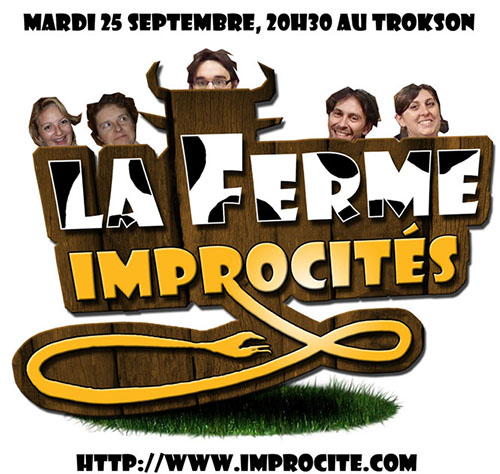 MARDI 25 SEPTEMBRE, 20H30 AU TROKSON
LA FERME
IMPROCITÉS
HTTP://WWW.IMPROCITE.COM